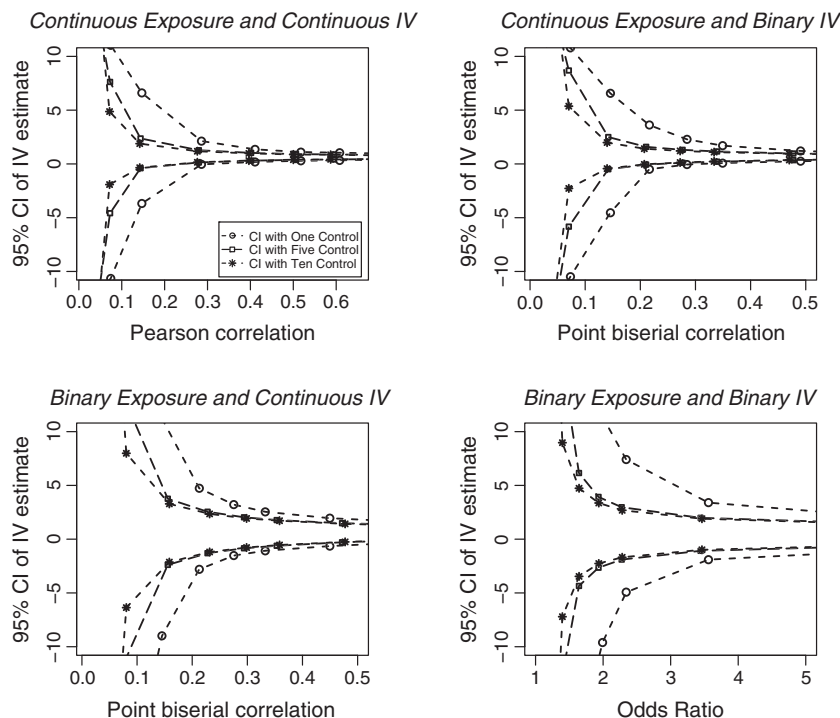 Continuous Exposure and Continuous IV
10
5
0
−5
−10
95% CI of IV estimate
CI with One Control
CI with Five Control
CI with Ten Control
0.0 0.1 0.2 0.3 0.4 0.5 0.6
Pearson correlation
Continuous Exposure and Binary IV
10
5
0
−5
−10
95% CI of IV estimate
0.0 0.1 0.2 0.3 0.4 0.5
Point biserial correlation
Binary Exposure and Continuous IV
10
5
0
−5
−10
95% CI of IV estimate
0.0 0.1 0.2 0.3 0.4 0.5
Point biserial correlation
Binary Exposure and Binary IV
10
5
0
−5
−10
95% CI of IV estimate
1 2 3 4 5
Odds Ratio